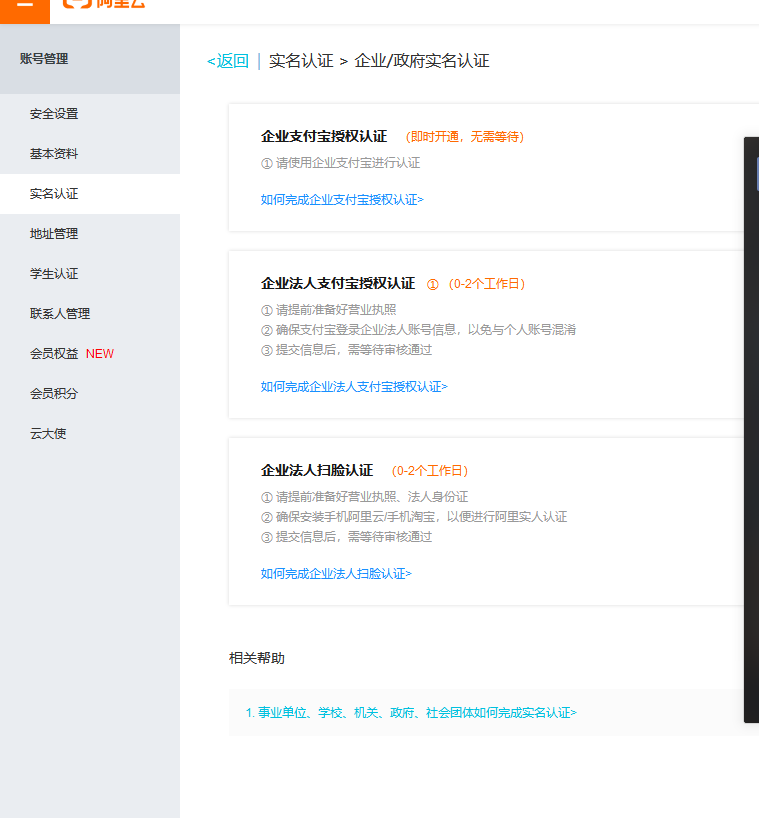 阿里云
账号管理
安全设置
基本资料
实名认证
地址管理
学生认证
联系人管理
会员权益 NEW
会员积分
云大使
<返回 | 实名认证 > 企业/政府实名认证
企业支付宝授权认证 (即时开通，无需等待)
① 请使用企业支付宝进行认证
如何完成企业支付宝授权认证>
企业法人支付宝授权认证 ① (0-2个工作日)
① 请提前准备好营业执照
② 确保支付宝登录企业法人账号信息，以免与个人账号混淆
③ 提交信息后，需等待审核通过
如何完成企业法人支付宝授权认证>
企业法人扫脸认证 (0-2个工作日)
① 请提前准备好营业执照、法人身份证
② 确保安装手机阿里云/手机淘宝，以便进行阿里实人认证
③ 提交信息后，需等待审核通过
如何完成企业法人扫脸认证>
相关帮助
1. 事业单位、学校、机关、政府、社会团体如何完成实名认证>